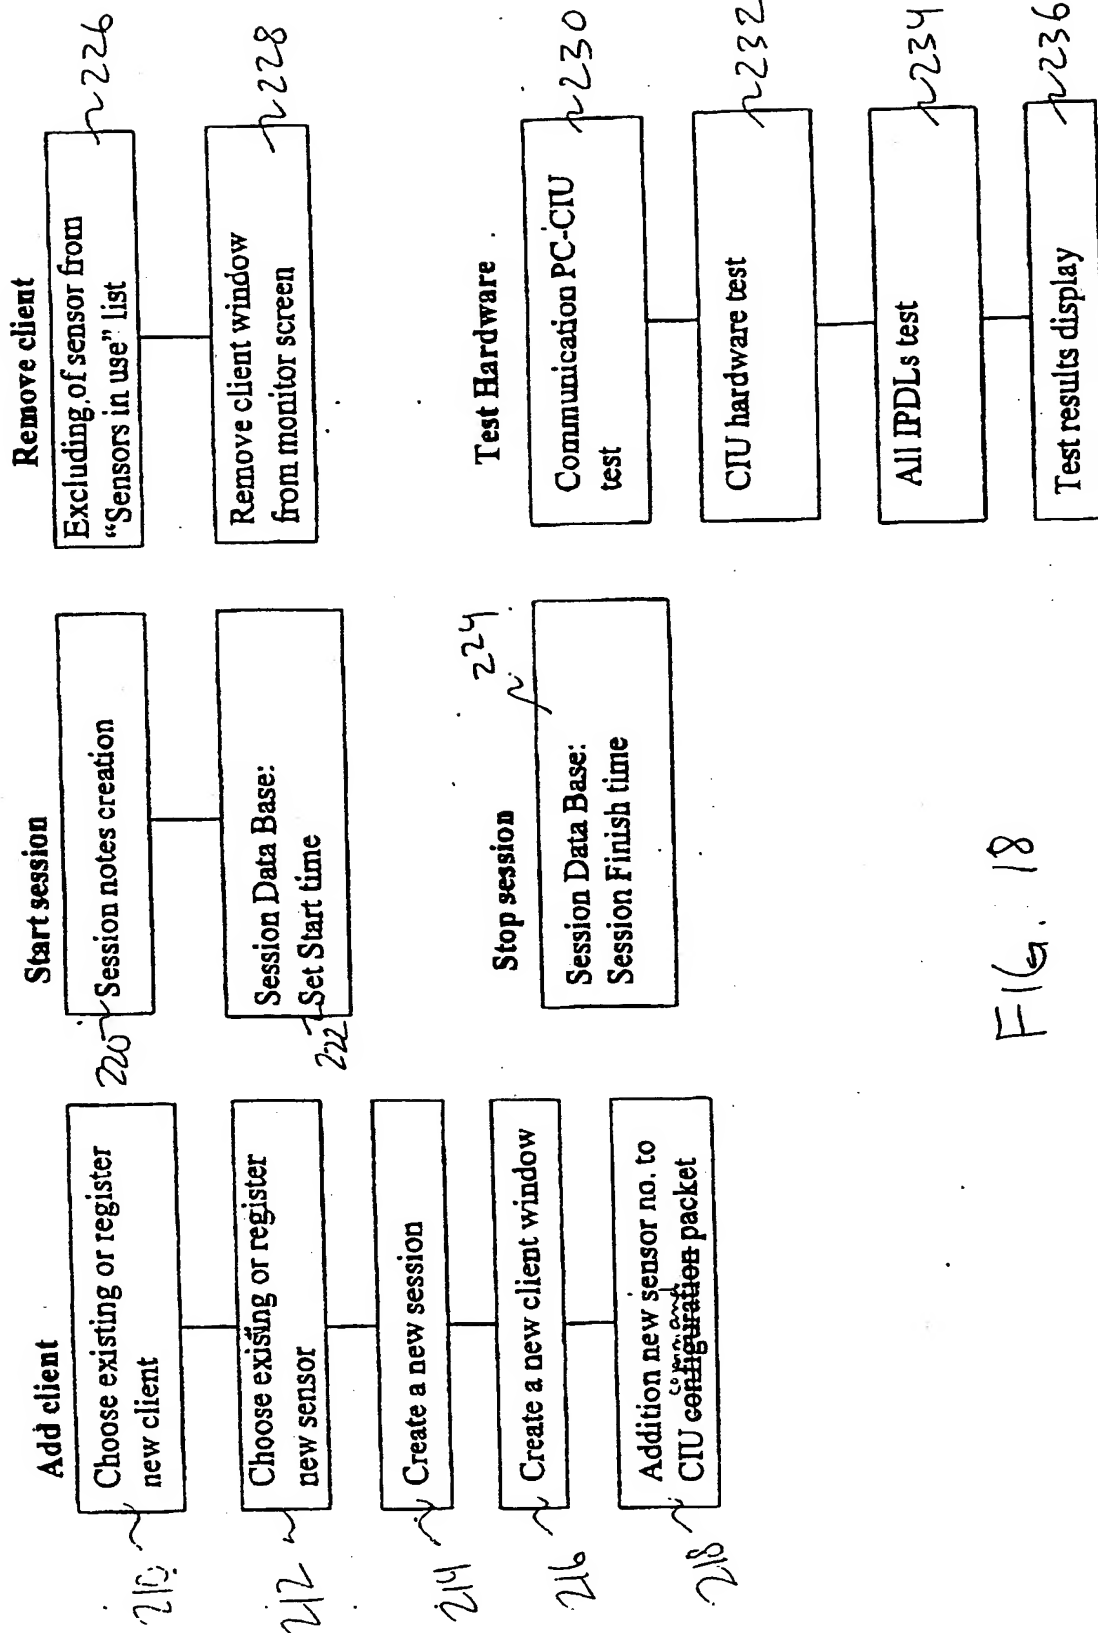 Add client
210
Choose existing or register
new client
212
Choose existing or register
new sensor
214
Create a new session
216
Create a new client window
218
Addition new sensor no. to
command
CIU configuration packet
Start session
220
Session notes creation
222
Session Data Base:
Set Start time
Stop session
224
Session Data Base:
Session Finish time
Remove client
226
Excluding of sensor from
“Sensors in use” list
228
Remove client window
from monitor screen
Test Hardware
230
Communication PC-CIU
test
232
CIU hardware test
234
All IPDLs test
236
Test results display
FIG. 18